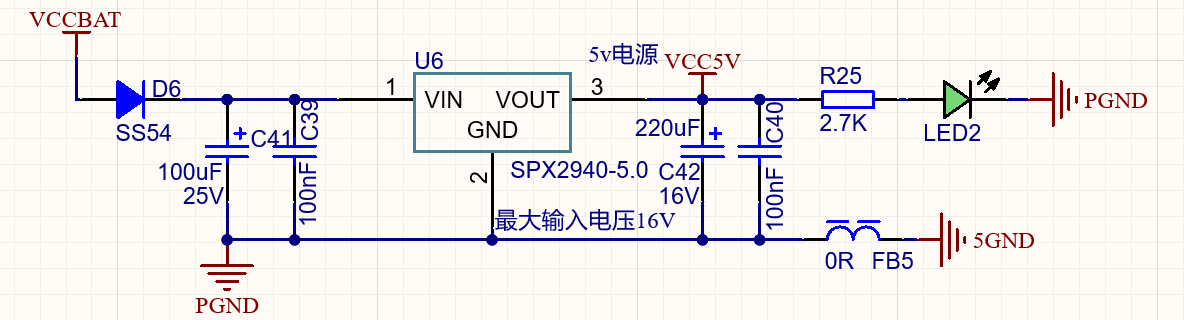 VCCBAT
D6
SS54
C41
100uF
25V
C39
100nF
U6
1
VIN
VOUT
GND
3
2
SPX2940-5.0
最大输入电压16V
5v电源
VCC5V
220uF
C42
16V
C40
100nF
R25
2.7K
LED2
PGND
0R
FB5
5GND
PGND